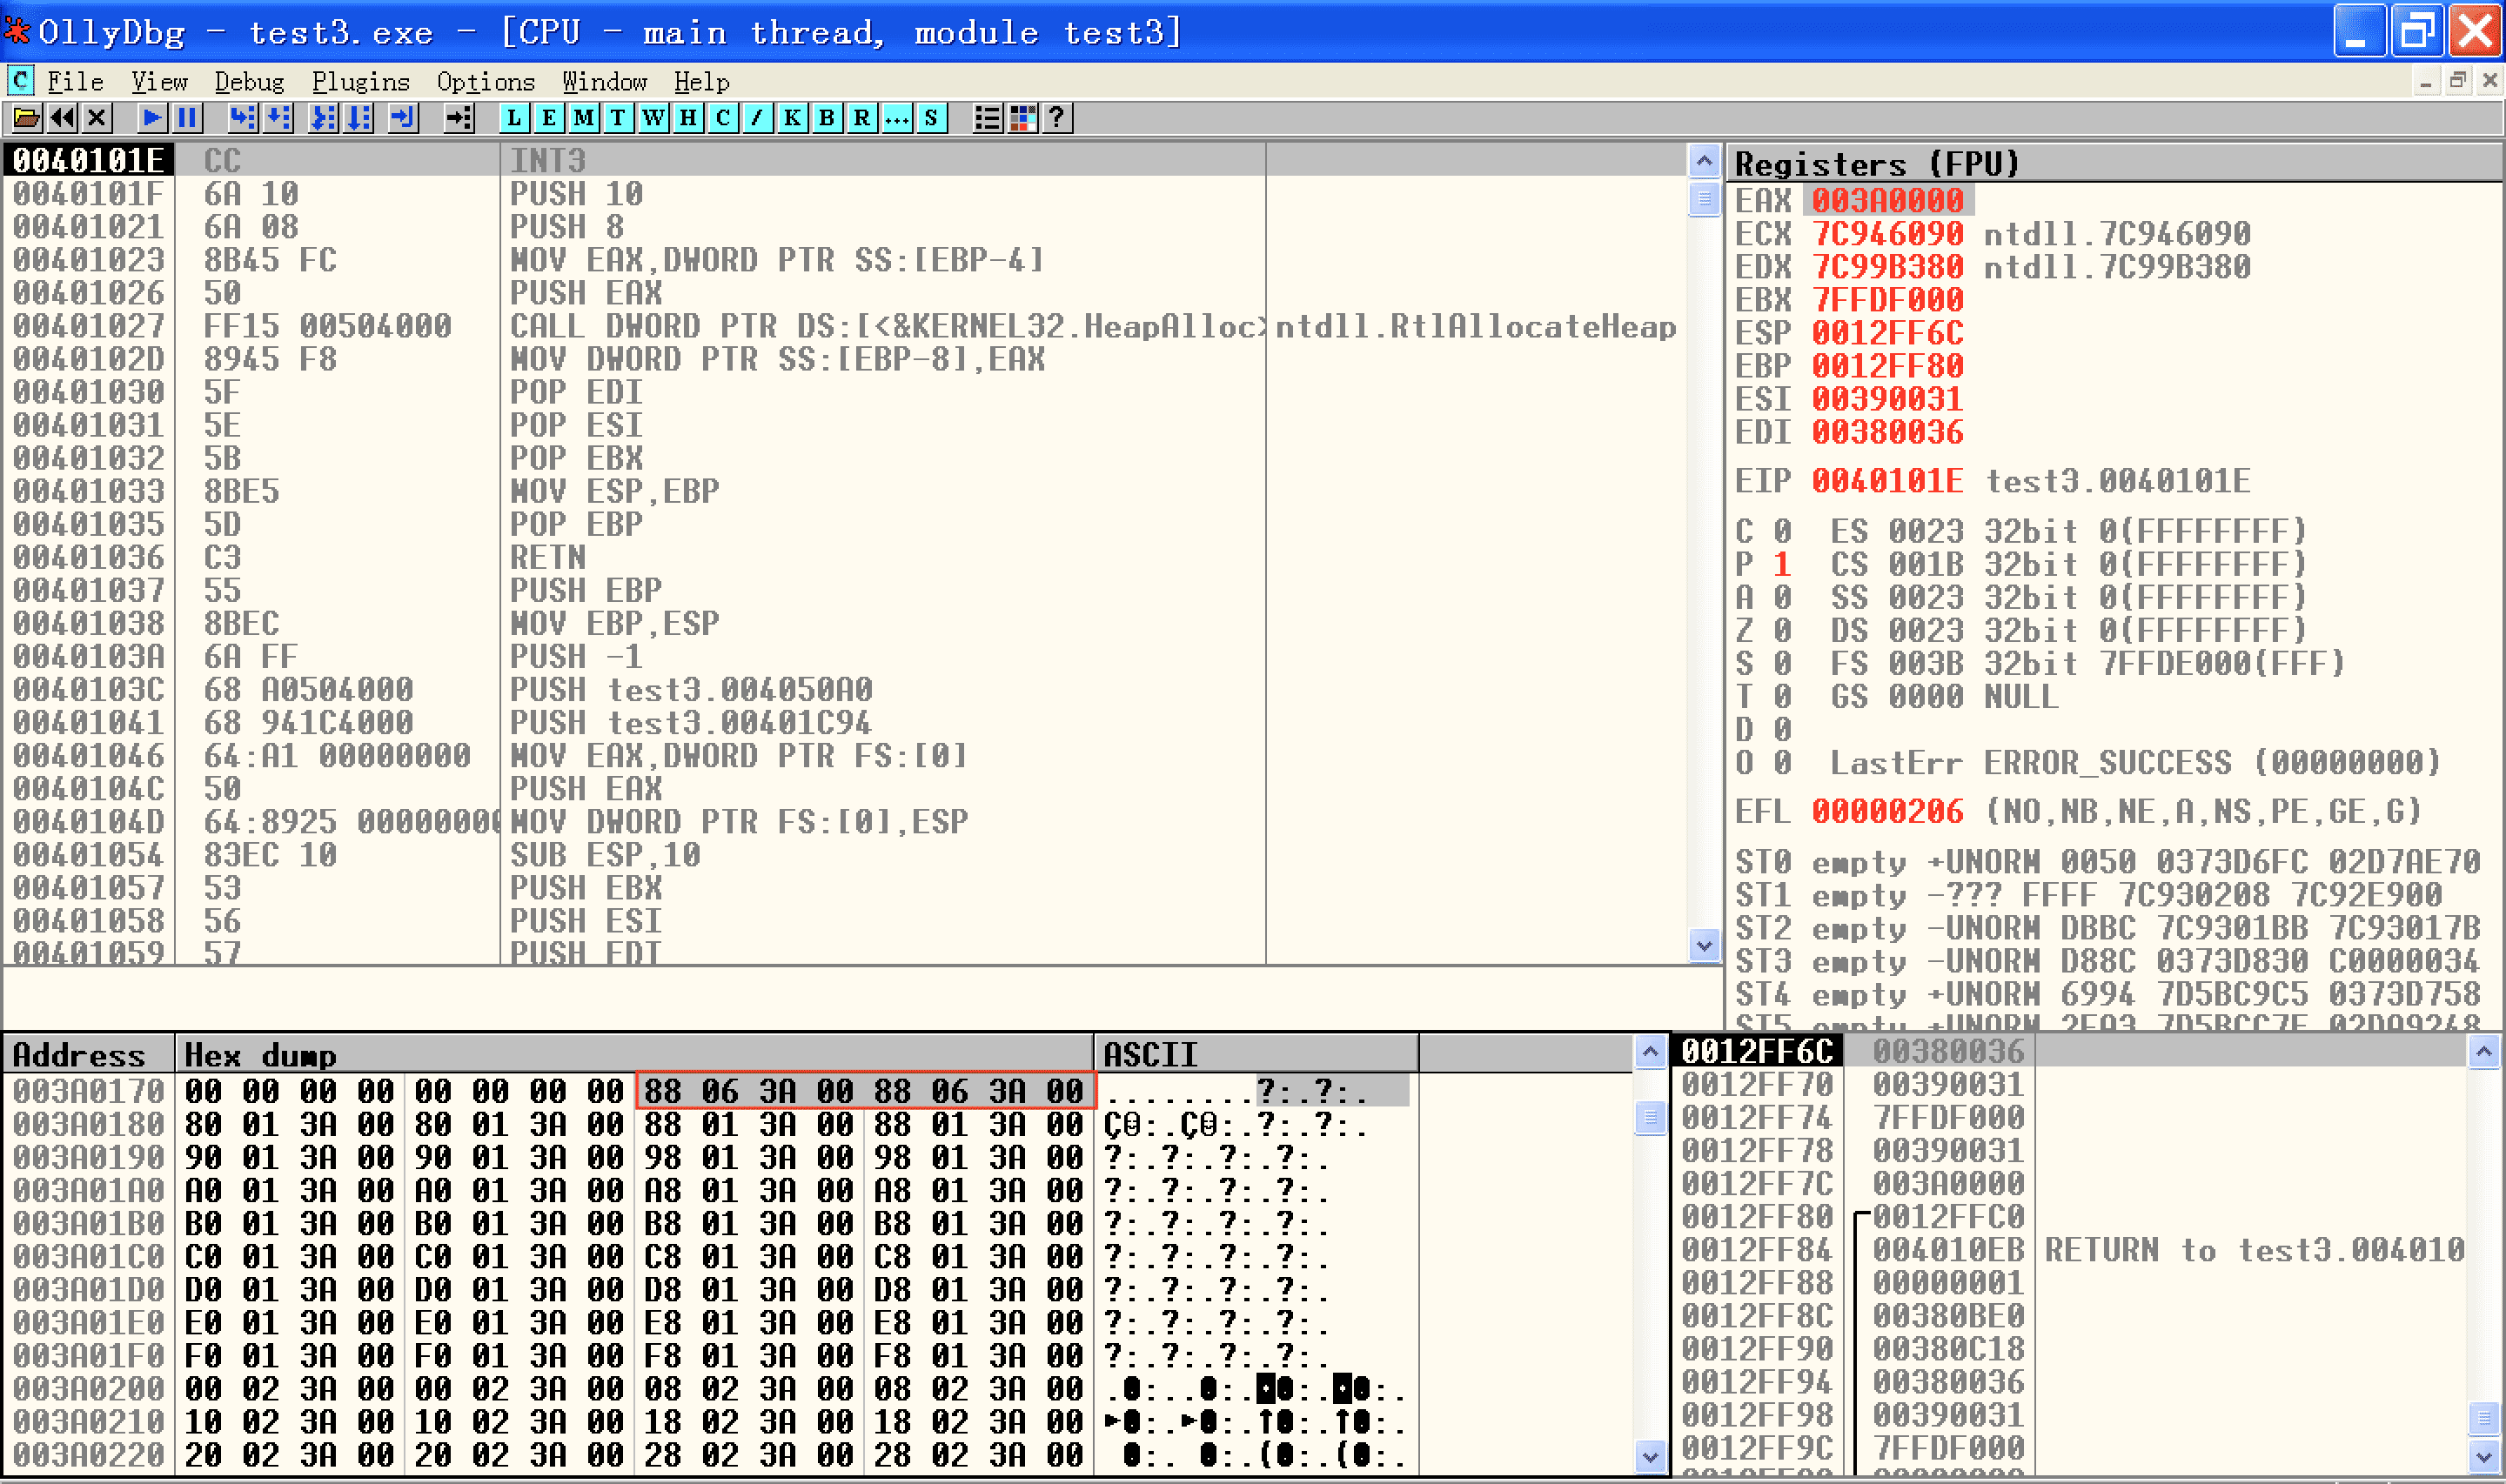 OllyDbg - test3.exe - [CPU - main thread, module test3]
C File View Debug Plugins Options Window Help
L E M T W H C / K B R ... S ?
0040101E CC INT3
0040101F 6A 10 PUSH 10
00401021 6A 08 PUSH 8
00401023 8B45 FC MOV EAX,DWORD PTR SS:[EBP-4]
00401026 50 PUSH EAX
00401027 FF15 00504000 CALL DWORD PTR DS:[<&KERNEL32.HeapAlloc> ntdll.RtlAllocateHeap
0040102D 8945 F8 MOV DWORD PTR SS:[EBP-8],EAX
00401030 5F POP EDI
00401031 5E POP ESI
00401032 5B POP EBX
00401033 8BE5 MOV ESP,EBP
00401035 5D POP EBP
00401036 C3 RETN
00401037 55 PUSH EBP
00401038 8BEC MOV EBP,ESP
0040103A 6A FF PUSH -1
0040103C 68 A0504000 PUSH test3.004050A0
00401041 68 941C4000 PUSH test3.00401C94
00401046 64:A1 00000000 MOV EAX,DWORD PTR FS:[0]
0040104C 50 PUSH EAX
0040104D 64:8925 0000000 MOV DWORD PTR FS:[0],ESP
00401054 83EC 10 SUB ESP,10
00401057 53 PUSH EBX
00401058 56 PUSH ESI
00401059 57 PUSH EDI
Registers (FPU)
EAX 003A0000
ECX 7C946090 ntdll.7C946090
EDX 7C99B380 ntdll.7C99B380
EBX 7FFDF000
ESP 0012FF6C
EBP 0012FF80
ESI 00390031
EDI 00380036
EIP 0040101E test3.0040101E
C 0 ES 0023 32bit 0(FFFFFFFF)
P 1 CS 001B 32bit 0(FFFFFFFF)
A 0 SS 0023 32bit 0(FFFFFFFF)
Z 0 DS 0023 32bit 0(FFFFFFFF)
S 0 FS 003B 32bit 7FFDE000(FFF)
T 0 GS 0000 NULL
D 0
O 0 LastErr ERROR_SUCCESS (00000000)
EFL 00000206 (NO,NB,NE,A,NS,PE,GE,G)
ST0 empty +UNORM 0050 0373D6FC 02D7AE70
ST1 empty -??? FFFF 7C930208 7C92E900
ST2 empty -UNORM DBBC 7C9301BB 7C93017B
ST3 empty -UNORM D88C 0373D830 C0000034
ST4 empty +UNORM 6994 7D5BC9C5 0373D758
ST5 empty +UNORM 2EA3 7D5BCC7E 02DA9248
Address Hex dump ASCII
003A0170 00 00 00 00 00 00 00 00 88 06 3A 00 88 06 3A 00 ........?:.?:.
003A0180 80 01 3A 00 80 01 3A 00 88 01 3A 00 88 01 3A 00 Ç☺:.Ç☺:.?:.?:.
003A0190 90 01 3A 00 90 01 3A 00 98 01 3A 00 98 01 3A 00 ?:.?:.?:.?:.
003A01A0 A0 01 3A 00 A0 01 3A 00 A8 01 3A 00 A8 01 3A 00 ?:.?:.?:.?:.
003A01B0 B0 01 3A 00 B0 01 3A 00 B8 01 3A 00 B8 01 3A 00 ?:.?:.?:.?:.
003A01C0 C0 01 3A 00 C0 01 3A 00 C8 01 3A 00 C8 01 3A 00 ?:.?:.?:.?:.
003A01D0 D0 01 3A 00 D0 01 3A 00 D8 01 3A 00 D8 01 3A 00 ?:.?:.?:.?:.
003A01E0 E0 01 3A 00 E0 01 3A 00 E8 01 3A 00 E8 01 3A 00 ?:.?:.?:.?:.
003A01F0 F0 01 3A 00 F0 01 3A 00 F8 01 3A 00 F8 01 3A 00 ?:.?:.?:.?:.
003A0200 00 02 3A 00 00 02 3A 00 08 02 3A 00 08 02 3A 00 .☻:..☻:.◘☻:.◘☻:.
003A0210 10 02 3A 00 10 02 3A 00 18 02 3A 00 18 02 3A 00 ►☻:.►☻:.↑☻:.↑☻:.
003A0220 20 02 3A 00 20 02 3A 00 28 02 3A 00 28 02 3A 00 ☻:. ☻:.(☻:.(☻:.
0012FF6C 00380036
0012FF70 00390031
0012FF74 7FFDF000
0012FF78 00390031
0012FF7C 003A0000
0012FF80 0012FFC0
0012FF84 004010EB RETURN to test3.004010
0012FF88 00000001
0012FF8C 00380BE0
0012FF90 00380C18
0012FF94 00380036
0012FF98 00390031
0012FF9C 7FFDF000